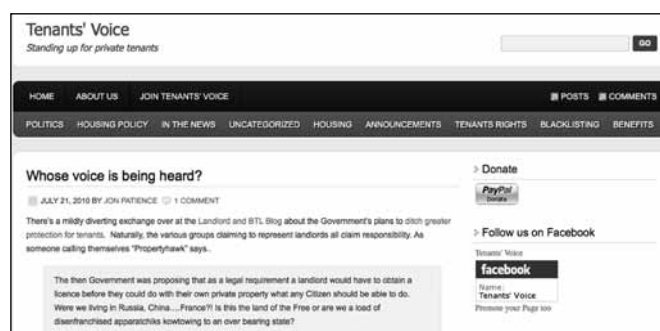 Tenants' Voice
Standing up for private tenants
GO
HOME ABOUT US JOIN TENANTS' VOICE POSTS COMMENTS
POLITICS HOUSING POLICY IN THE NEWS UNCATEGORIZED HOUSING ANNOUNCEMENTS TENANTS RIGHTS BLACKLISTING BENEFITS
Whose voice is being heard?
JULY 21, 2010 BY JON PATIENCE 1 COMMENT
There's a mildly diverting exchange over at the Landlord and BTL Blog about the Government's plans to ditch greater
protection for tenants. Naturally, the various groups claiming to represent landlords all claim responsibility. As
someone calling themselves "Propertyhawk" says..
The then Government was proposing that as a legal requirement a landlord would have to obtain a
licence before they could do with their own private property what any Citizen should be able to do.
Were we living in Russia, China....France?! Is this the land of the Free or are we a load of
disenfranchised apparatchiks kowtowing to an over bearing state?
Donate
PayPal
Donate
Follow us on Facebook
Tenants' Voice
facebook
Name:
Tenants' Voice
Promote your Page too